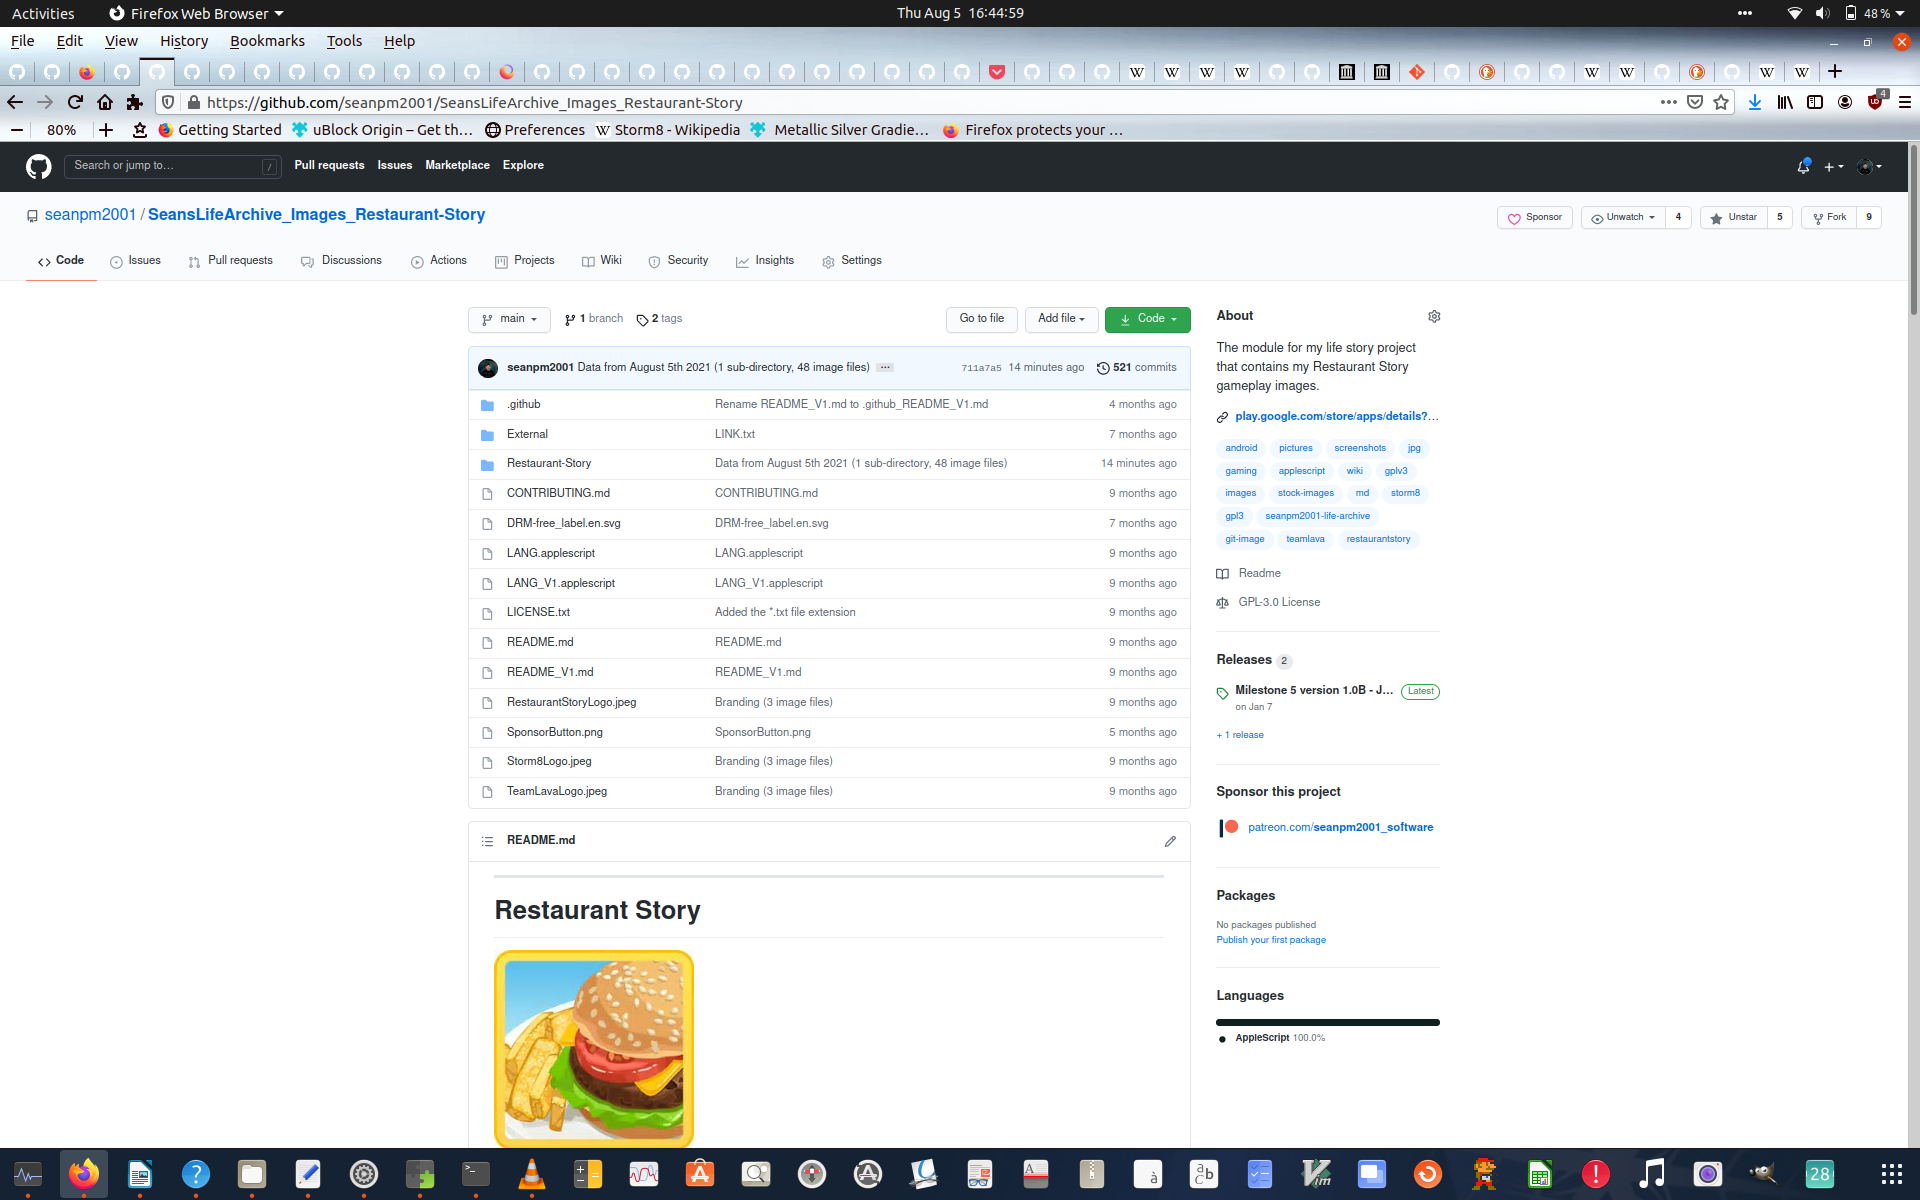 Activities Firefox Web Browser Thu Aug 5 16:44:59 48 %
File Edit View History Bookmarks Tools Help
https://github.com/seanpm2001/SeansLifeArchive_Images_Restaurant-Story 4
80% Getting Started uBlock Origin – Get th… Preferences Storm8 - Wikipedia Metallic Silver Gradie… Firefox protects your …
Search or jump to… / Pull requests Issues Marketplace Explore
seanpm2001 / SeansLifeArchive_Images_Restaurant-Story Sponsor Unwatch 4 Unstar 5 Fork 9
Code Issues Pull requests Discussions Actions Projects Wiki Security Insights Settings
main 1 branch 2 tags Go to file Add file Code
seanpm2001 Data from August 5th 2021 (1 sub-directory, 48 image files) ··· 711a7a5 14 minutes ago 521 commits
.github Rename README_V1.md to .github_README_V1.md 4 months ago
External LINK.txt 7 months ago
Restaurant-Story Data from August 5th 2021 (1 sub-directory, 48 image files) 14 minutes ago
CONTRIBUTING.md CONTRIBUTING.md 9 months ago
DRM-free_label.en.svg DRM-free_label.en.svg 7 months ago
LANG.applescript LANG.applescript 9 months ago
LANG_V1.applescript LANG_V1.applescript 9 months ago
LICENSE.txt Added the *.txt file extension 9 months ago
README.md README.md 9 months ago
README_V1.md README_V1.md 9 months ago
RestaurantStoryLogo.jpeg Branding (3 image files) 9 months ago
SponsorButton.png SponsorButton.png 5 months ago
Storm8Logo.jpeg Branding (3 image files) 9 months ago
TeamLavaLogo.jpeg Branding (3 image files) 9 months ago
README.md
Restaurant Story
About
The module for my life story project
that contains my Restaurant Story
gameplay images.
play.google.com/store/apps/details?…
android pictures screenshots jpg
gaming applescript wiki gplv3
images stock-images md storm8
gpl3 seanpm2001-life-archive
git-image teamlava restaurantstory
Readme
GPL-3.0 License
Releases 2
Milestone 5 version 1.0B - J… Latest
on Jan 7
+ 1 release
Sponsor this project
patreon.com/seanpm2001_software
Packages
No packages published
Publish your first package
Languages
AppleScript 100.0%
28